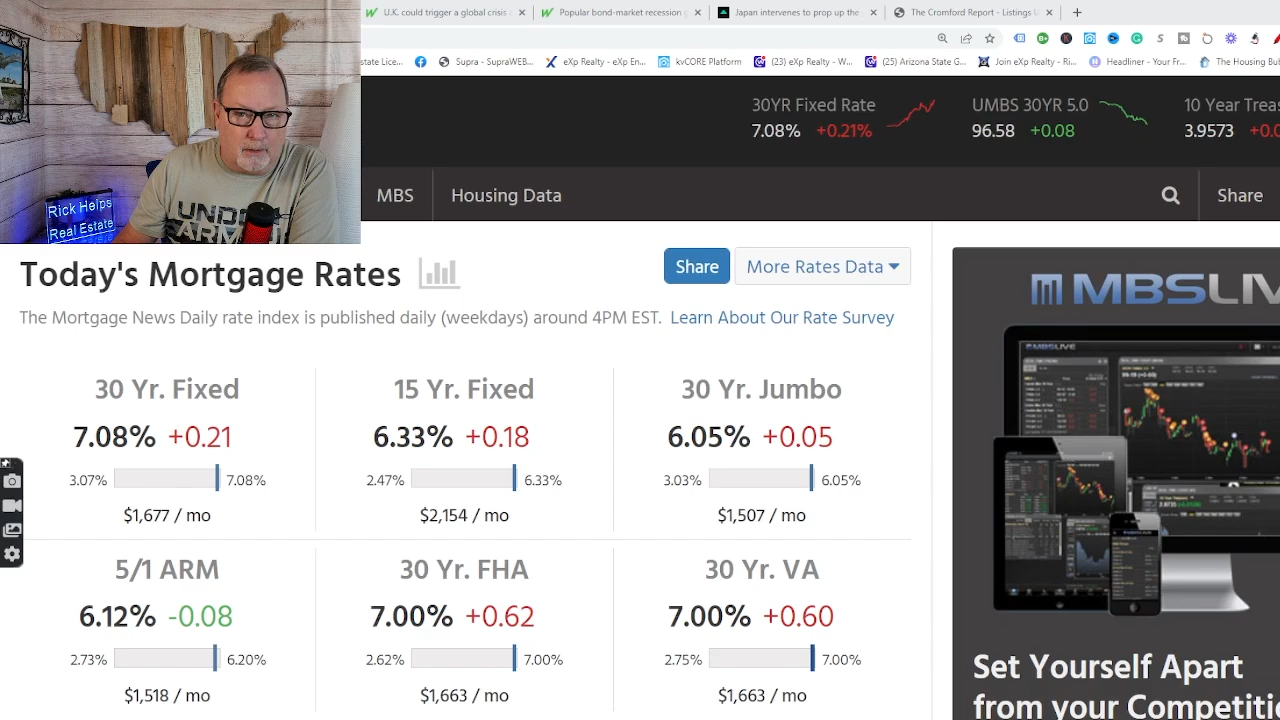 U.K. could trigger a global crisis
Popular bond-market recession
Japan intervenes to prop up the
The Cromford Report - Listings
state Lice...
Supra - SupraWEB...
eXp Realty - eXp En...
kvCORE Platform
(23) eXp Realty - W...
(25) Arizona State G...
Join eXp Realty - Ri...
Headliner - Your Fr...
The Housing Bub
30YR Fixed Rate
7.08% +0.21%
UMBS 30YR 5.0
96.58 +0.08
10 Year Treas
3.9573 +0.0
MBS
Housing Data
Share
Rick Helps
Real Estate
UNDER
ARMOUR
Today's Mortgage Rates
Share
More Rates Data
The Mortgage News Daily rate index is published daily (weekdays) around 4PM EST. Learn About Our Rate Survey
30 Yr. Fixed
7.08% +0.21
3.07% 7.08%
$1,677 / mo
15 Yr. Fixed
6.33% +0.18
2.47% 6.33%
$2,154 / mo
30 Yr. Jumbo
6.05% +0.05
3.03% 6.05%
$1,507 / mo
5/1 ARM
6.12% -0.08
2.73% 6.20%
$1,518 / mo
30 Yr. FHA
7.00% +0.62
2.62% 7.00%
$1,663 / mo
30 Yr. VA
7.00% +0.60
2.75% 7.00%
$1,663 / mo
MBSLIV
MBSLIVE
Set Yourself Apart
from your Competiti